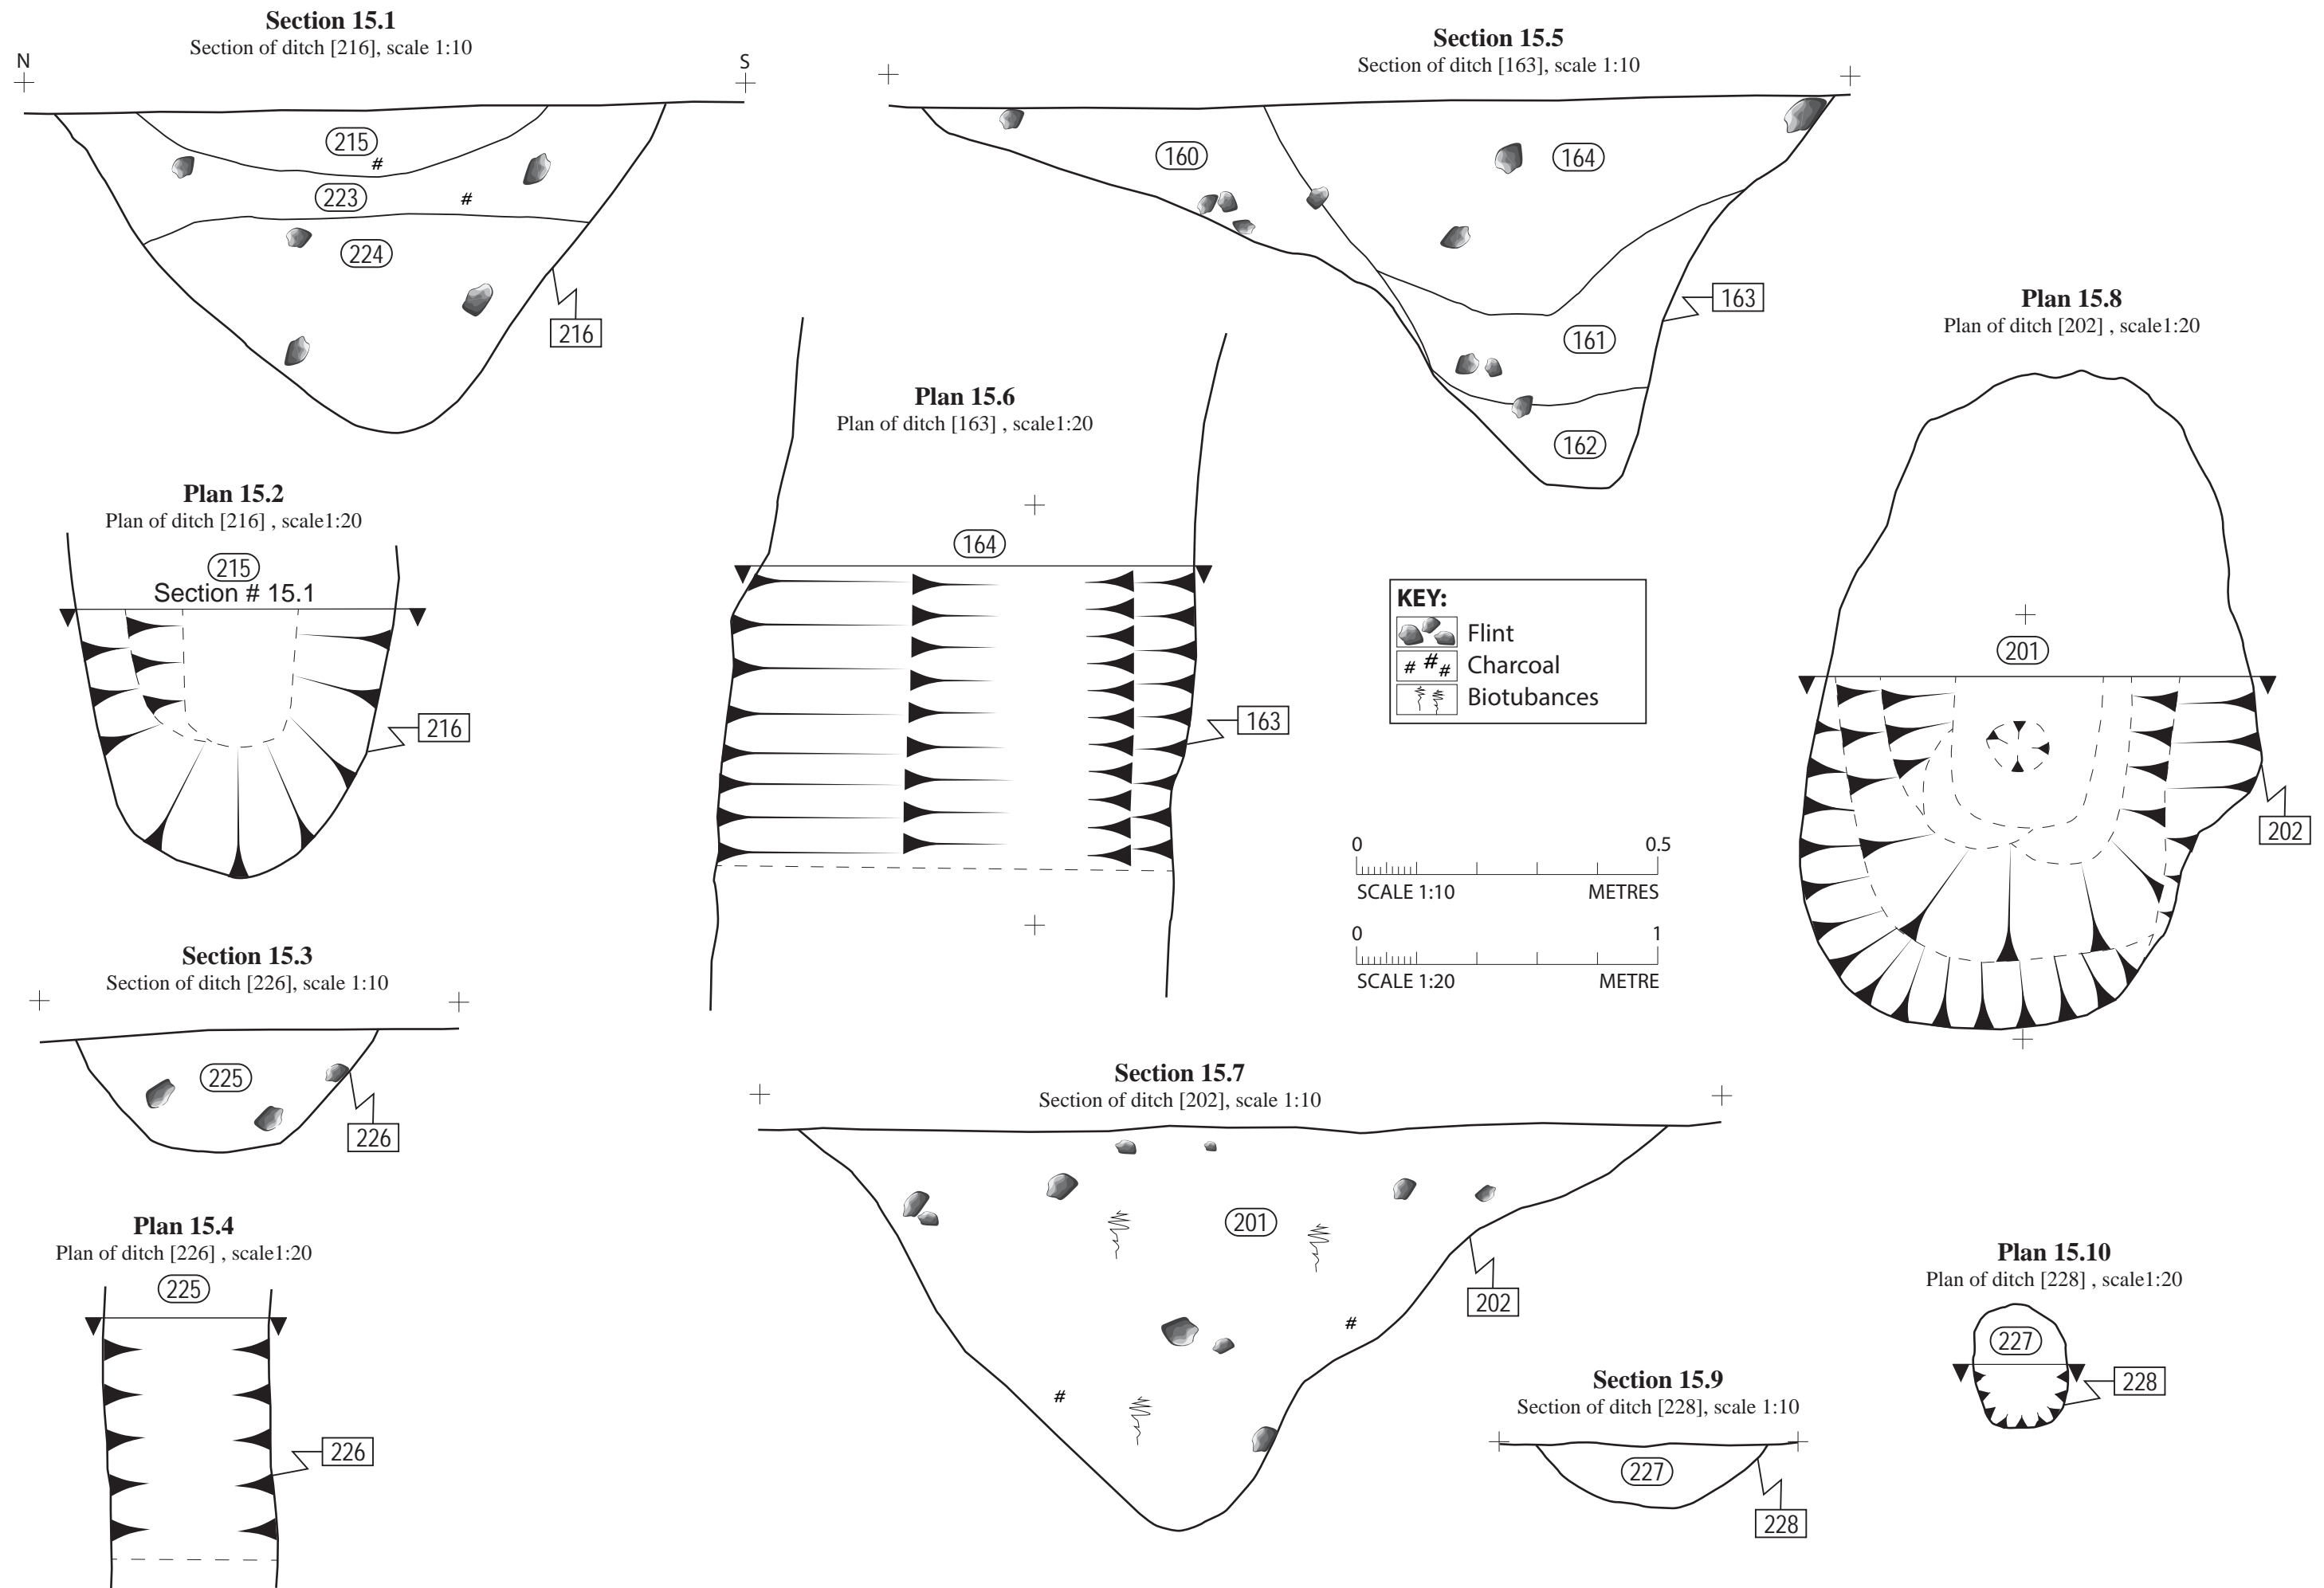 Section 15.1
Section of ditch [216], scale 1:10
N
S
215
#
223
#
224
216
Plan 15.2
Plan of ditch [216] , scale1:20
215
Section # 15.1
216
Section 15.3
Section of ditch [226], scale 1:10
225
226
Plan 15.4
Plan of ditch [226] , scale1:20
225
226
Section 15.5
Section of ditch [163], scale 1:10
160
164
163
161
162
Plan 15.6
Plan of ditch [163] , scale1:20
164
163
KEY:
Flint
# # # Charcoal
Biotubances
0 0.5
SCALE 1:10 METRES
0 1
SCALE 1:20 METRE
Section 15.7
Section of ditch [202], scale 1:10
201
202
#
#
Plan 15.8
Plan of ditch [202] , scale1:20
201
202
Section 15.9
Section of ditch [228], scale 1:10
227
228
Plan 15.10
Plan of ditch [228] , scale1:20
227
228